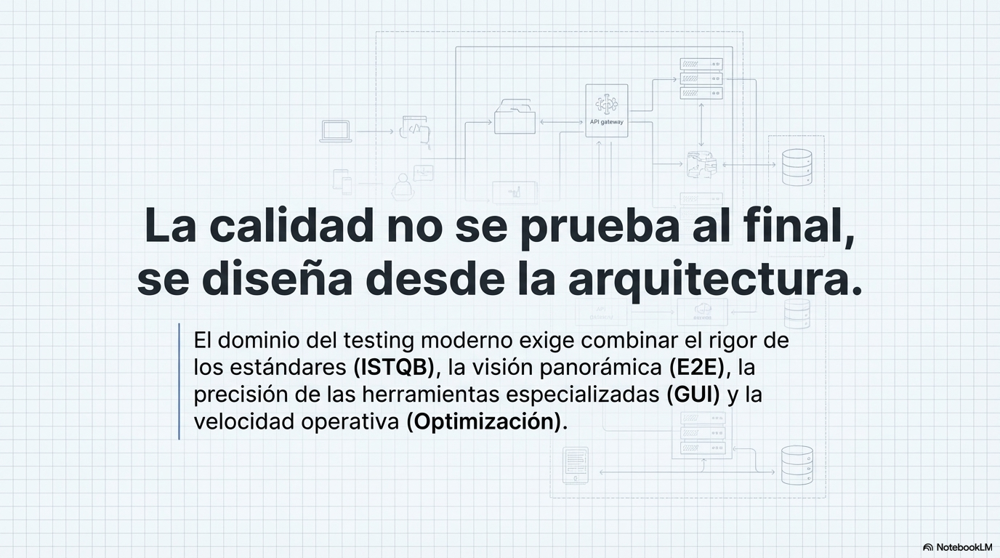 API gateway
La calidad no se prueba al final,
se diseña desde la arquitectura.
API
gateway
El dominio del testing moderno exige combinar el rigor de
los estándares (ISTQB), la visión panorámica (E2E), la
precisión de las herramientas especializadas (GUI) y la
velocidad operativa (Optimización).
NotebookLM